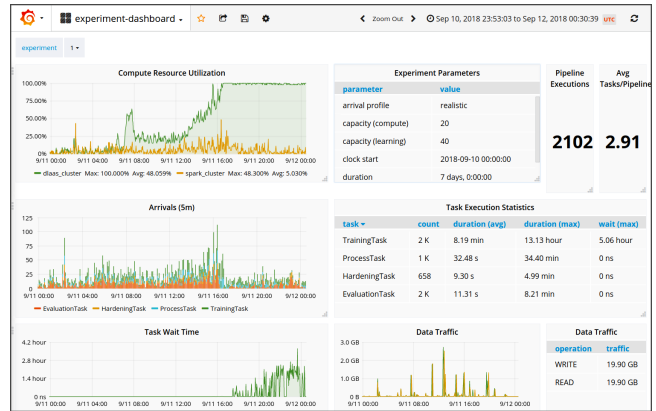 experiment-dashboard
Zoom Out
Sep 10, 2018 23:53:03 to Sep 12, 2018 00:30:39 UTC
experiment 1
Compute Resource Utilization
100.00%
75.00%
50.00%
25.00%
0%
9/11 00:00 9/11 04:00 9/11 08:00 9/11 12:00 9/11 16:00 9/11 20:00 9/12 00:00
dlaas_cluster Max: 100.000% Avg: 48.059% spark_cluster Max: 48.300% Avg: 5.030%
Experiment Parameters
parameter value
arrival profile realistic
capacity (compute) 20
capacity (learning) 40
clock start 2018-09-10 00:00:00
duration 7 days, 0:00:00
Pipeline Executions
2102
Avg Tasks/Pipeline
2.91
Arrivals (5m)
125
100
75
50
25
0
9/11 00:00 9/11 04:00 9/11 08:00 9/11 12:00 9/11 16:00 9/11 20:00 9/12 00:00
EvaluationTask HardeningTask ProcessTask TrainingTask
Task Execution Statistics
task count duration (avg) duration (max) wait (max)
TrainingTask 2 K 8.19 min 13.13 hour 5.06 hour
ProcessTask 1 K 32.48 s 34.40 min 0 ns
HardeningTask 658 9.30 s 4.99 min 0 ns
EvaluationTask 2 K 11.31 s 8.21 min 0 ns
Task Wait Time
4.2 hour
2.8 hour
1.4 hour
0 ns
9/11 00:00 9/11 04:00 9/11 08:00 9/11 12:00 9/11 16:00 9/11 20:00 9/12 00:00
Data Traffic
3.0 GB
2.0 GB
1.0 GB
0 B
9/11 00:00 9/11 08:00 9/11 16:00 9/12 00:00
Data Traffic
operation traffic
WRITE 19.90 GB
READ 19.90 GB